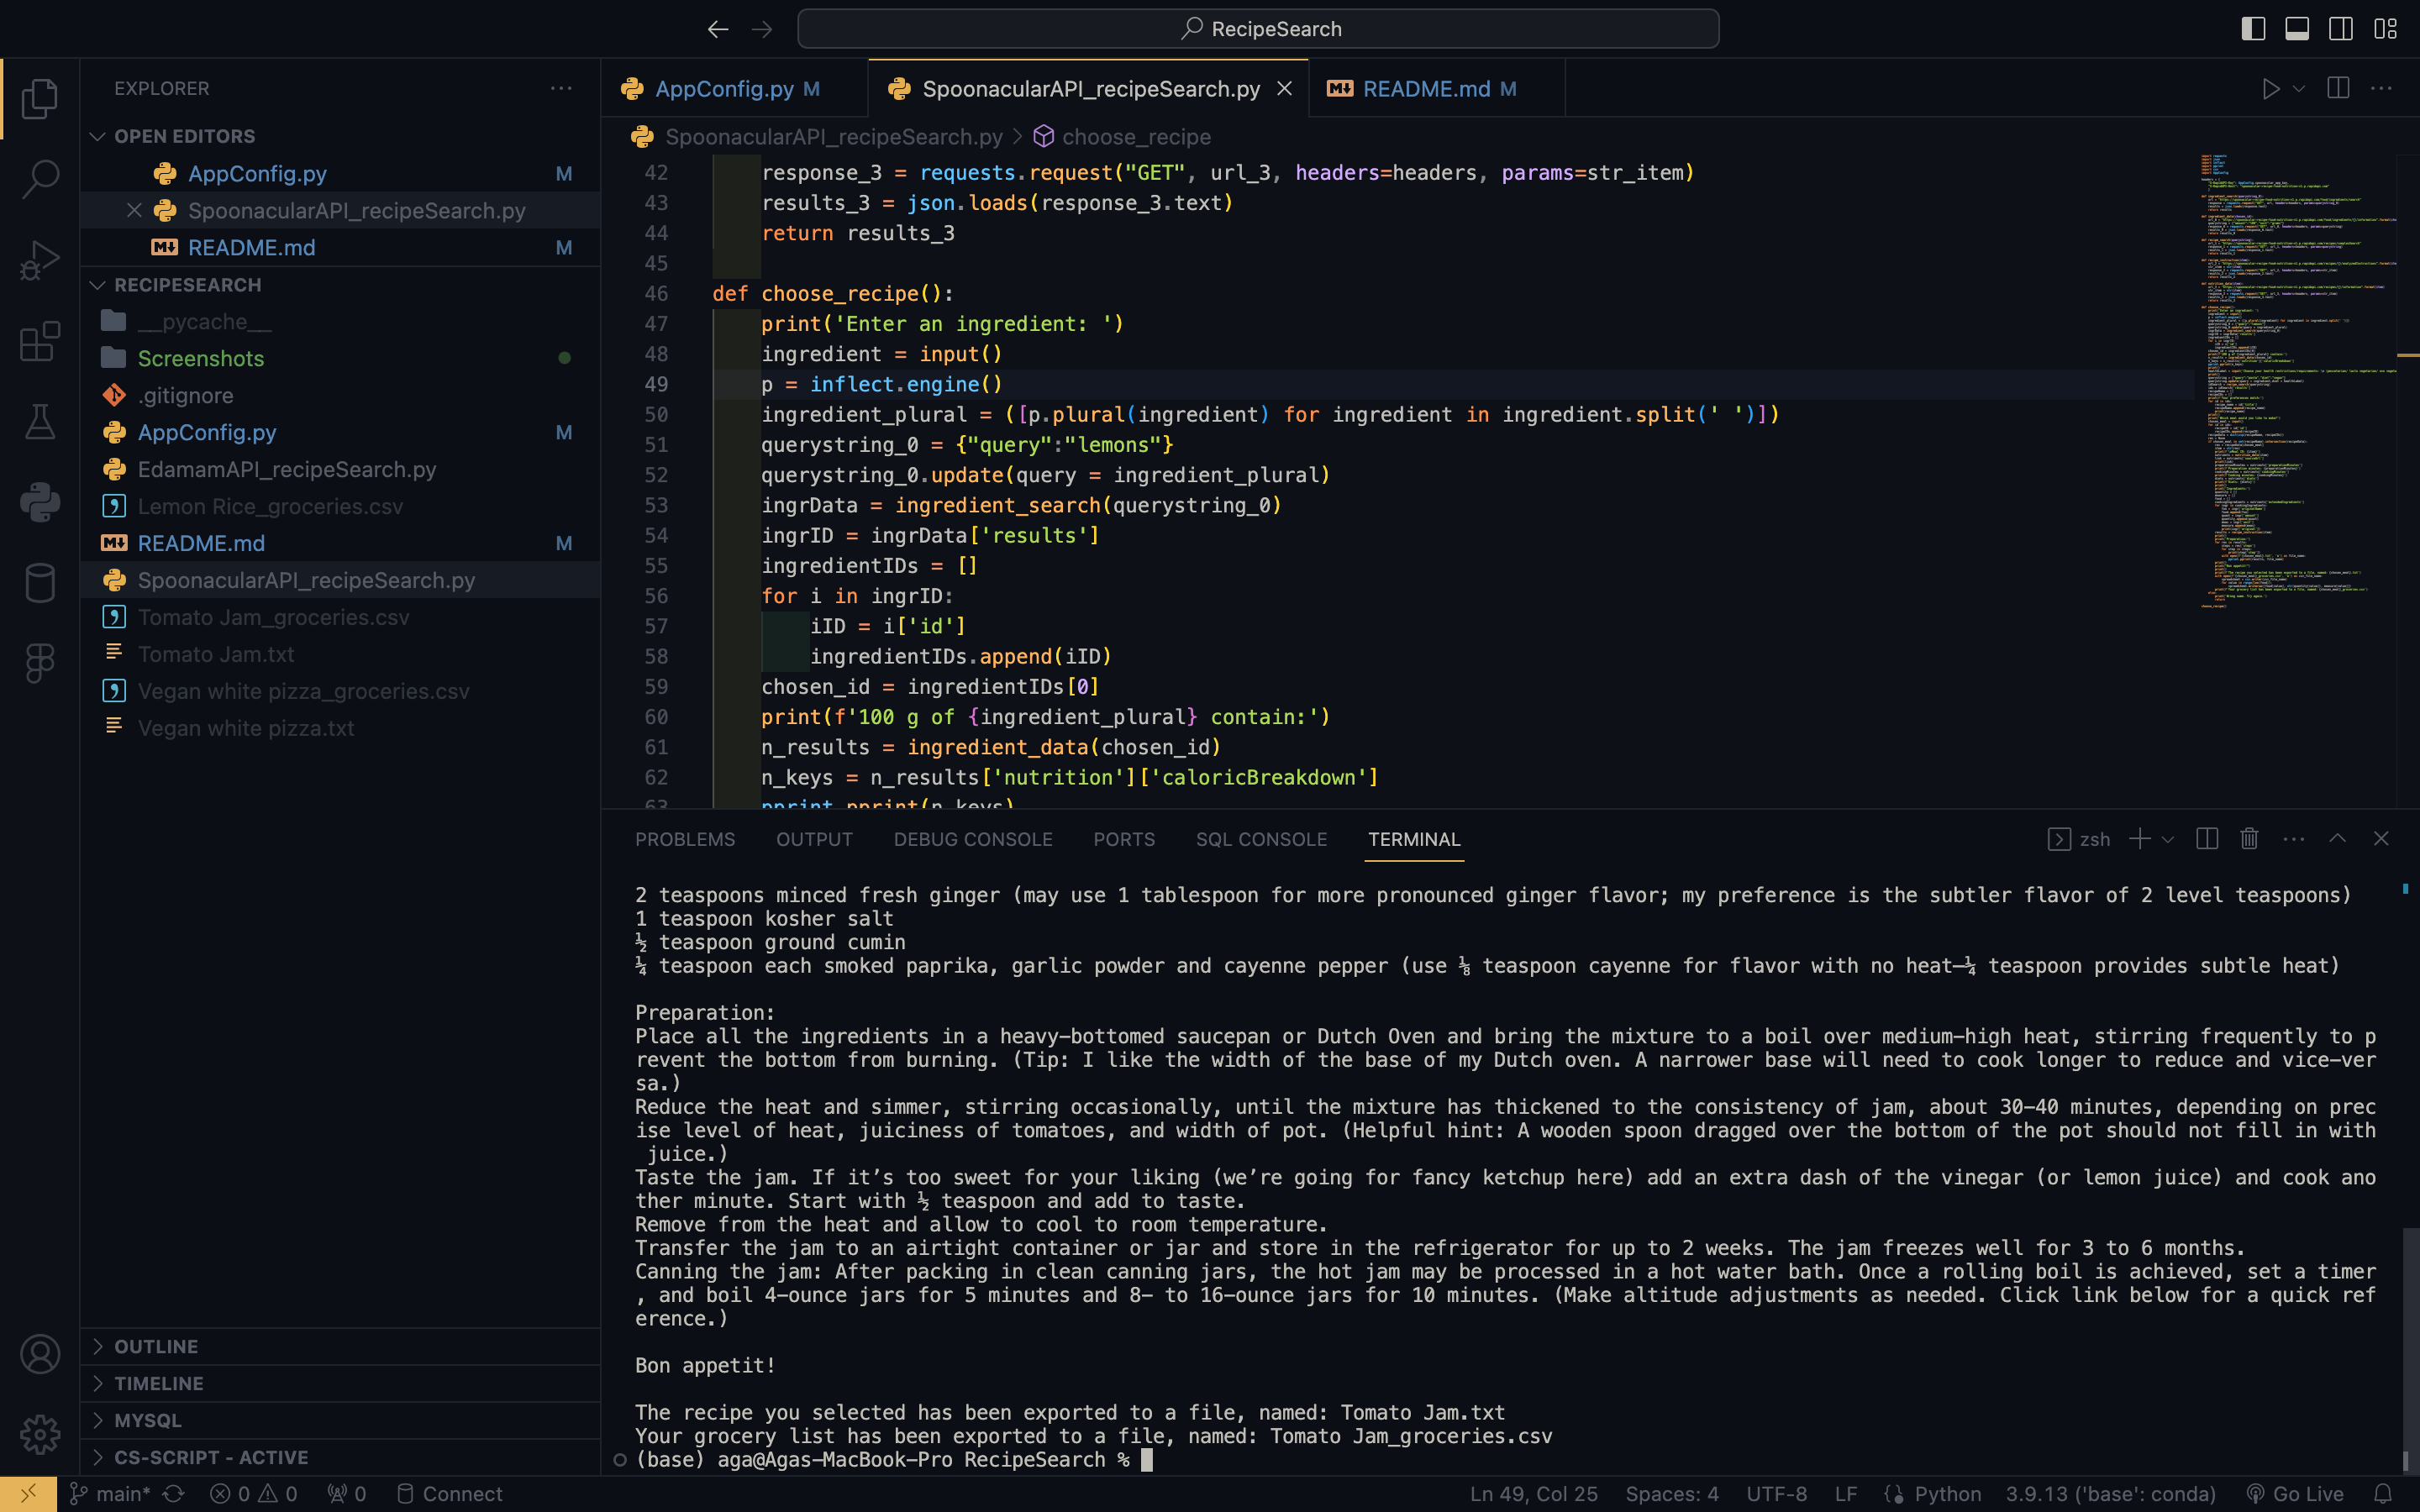 RecipeSearch
EXPLORER
OPEN EDITORS
AppConfig.py M
SpoonacularAPI_recipeSearch.py
README.md M
RECIPESEARCH
__pycache__
Screenshots
.gitignore
AppConfig.py M
EdamamAPI_recipeSearch.py
Lemon Rice_groceries.csv
README.md M
SpoonacularAPI_recipeSearch.py
Tomato Jam_groceries.csv
Tomato Jam.txt
Vegan white pizza_groceries.csv
Vegan white pizza.txt
OUTLINE
TIMELINE
MYSQL
CS-SCRIPT - ACTIVE
AppConfig.py M
SpoonacularAPI_recipeSearch.py
README.md M
SpoonacularAPI_recipeSearch.py > choose_recipe
42 response_3 = requests.request("GET", url_3, headers=headers, params=str_item)
43 results_3 = json.loads(response_3.text)
44 return results_3
45
46 def choose_recipe():
47 print('Enter an ingredient: ')
48 ingredient = input()
49 p = inflect.engine()
50 ingredient_plural = ([p.plural(ingredient) for ingredient in ingredient.split(' ')])
51 querystring_0 = {"query":"lemons"}
52 querystring_0.update(query = ingredient_plural)
53 ingrData = ingredient_search(querystring_0)
54 ingrID = ingrData['results']
55 ingredientIDs = []
56 for i in ingrID:
57 iID = i['id']
58 ingredientIDs.append(iID)
59 chosen_id = ingredientIDs[0]
60 print(f'100 g of {ingredient_plural} contain:')
61 n_results = ingredient_data(chosen_id)
62 n_keys = n_results['nutrition']['caloricBreakdown']
63 pprint.pprint(n_keys)
PROBLEMS OUTPUT DEBUG CONSOLE PORTS SQL CONSOLE TERMINAL
zsh
2 teaspoons minced fresh ginger (may use 1 tablespoon for more pronounced ginger flavor; my preference is the subtler flavor of 2 level teaspoons)
1 teaspoon kosher salt
½ teaspoon ground cumin
¼ teaspoon each smoked paprika, garlic powder and cayenne pepper (use ⅛ teaspoon cayenne for flavor with no heat—¼ teaspoon provides subtle heat)
Preparation:
Place all the ingredients in a heavy-bottomed saucepan or Dutch Oven and bring the mixture to a boil over medium-high heat, stirring frequently to p
revent the bottom from burning. (Tip: I like the width of the base of my Dutch oven. A narrower base will need to cook longer to reduce and vice-ver
sa.)
Reduce the heat and simmer, stirring occasionally, until the mixture has thickened to the consistency of jam, about 30-40 minutes, depending on prec
ise level of heat, juiciness of tomatoes, and width of pot. (Helpful hint: A wooden spoon dragged over the bottom of the pot should not fill in with
juice.)
Taste the jam. If it’s too sweet for your liking (we’re going for fancy ketchup here) add an extra dash of the vinegar (or lemon juice) and cook ano
ther minute. Start with ½ teaspoon and add to taste.
Remove from the heat and allow to cool to room temperature.
Transfer the jam to an airtight container or jar and store in the refrigerator for up to 2 weeks. The jam freezes well for 3 to 6 months.
Canning the jam: After packing in clean canning jars, the hot jam may be processed in a hot water bath. Once a rolling boil is achieved, set a timer
, and boil 4-ounce jars for 5 minutes and 8- to 16-ounce jars for 10 minutes. (Make altitude adjustments as needed. Click link below for a quick ref
erence.)
Bon appetit!
The recipe you selected has been exported to a file, named: Tomato Jam.txt
Your grocery list has been exported to a file, named: Tomato Jam_groceries.csv
(base) aga@Agas-MacBook-Pro RecipeSearch %
main* 0 0 0 Connect Ln 49, Col 25 Spaces: 4 UTF-8 LF Python 3.9.13 ('base': conda) Go Live